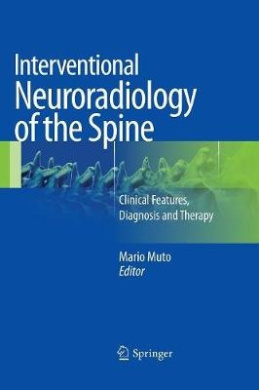 Interventional
Neuroradiology
of the Spine
Clinical Features,
Diagnosis and Therapy
Mario Muto
Editor
Springer